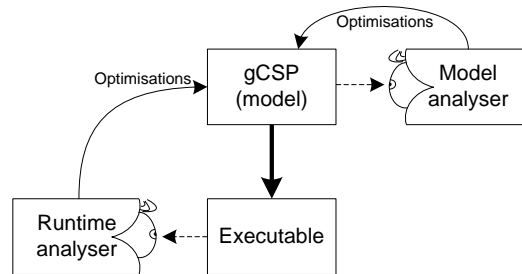 Optimisations
gCSP
(model)
Model
analyser
Optimisations
Runtime
analyser
Executable